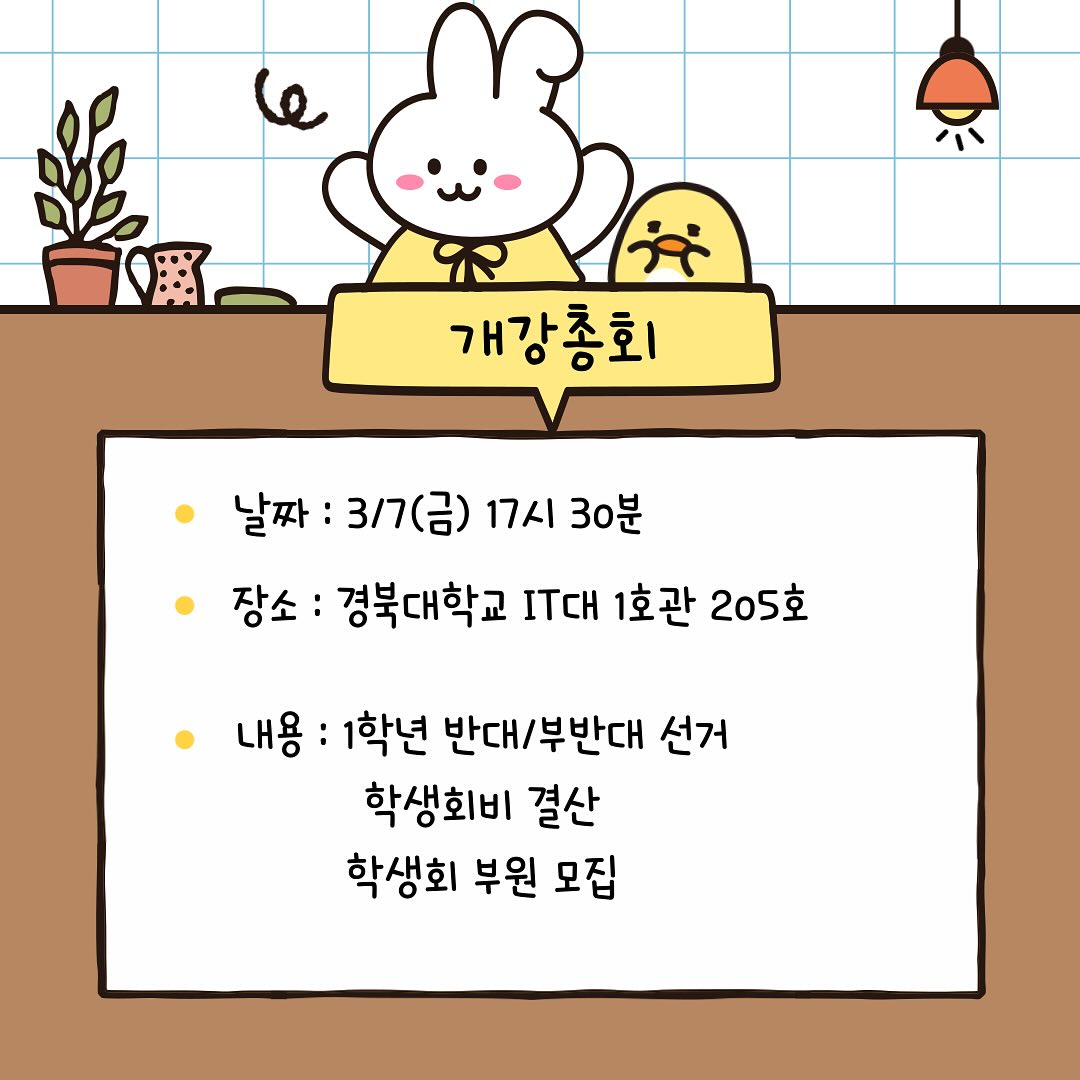 개강총회
날짜 : 3/7(금) 17시 30분
장소 : 경북대학교 IT대 1호관 205호
내용 : 1학년 반대/부반대 선거
학생회비 결산
학생회 부원 모집